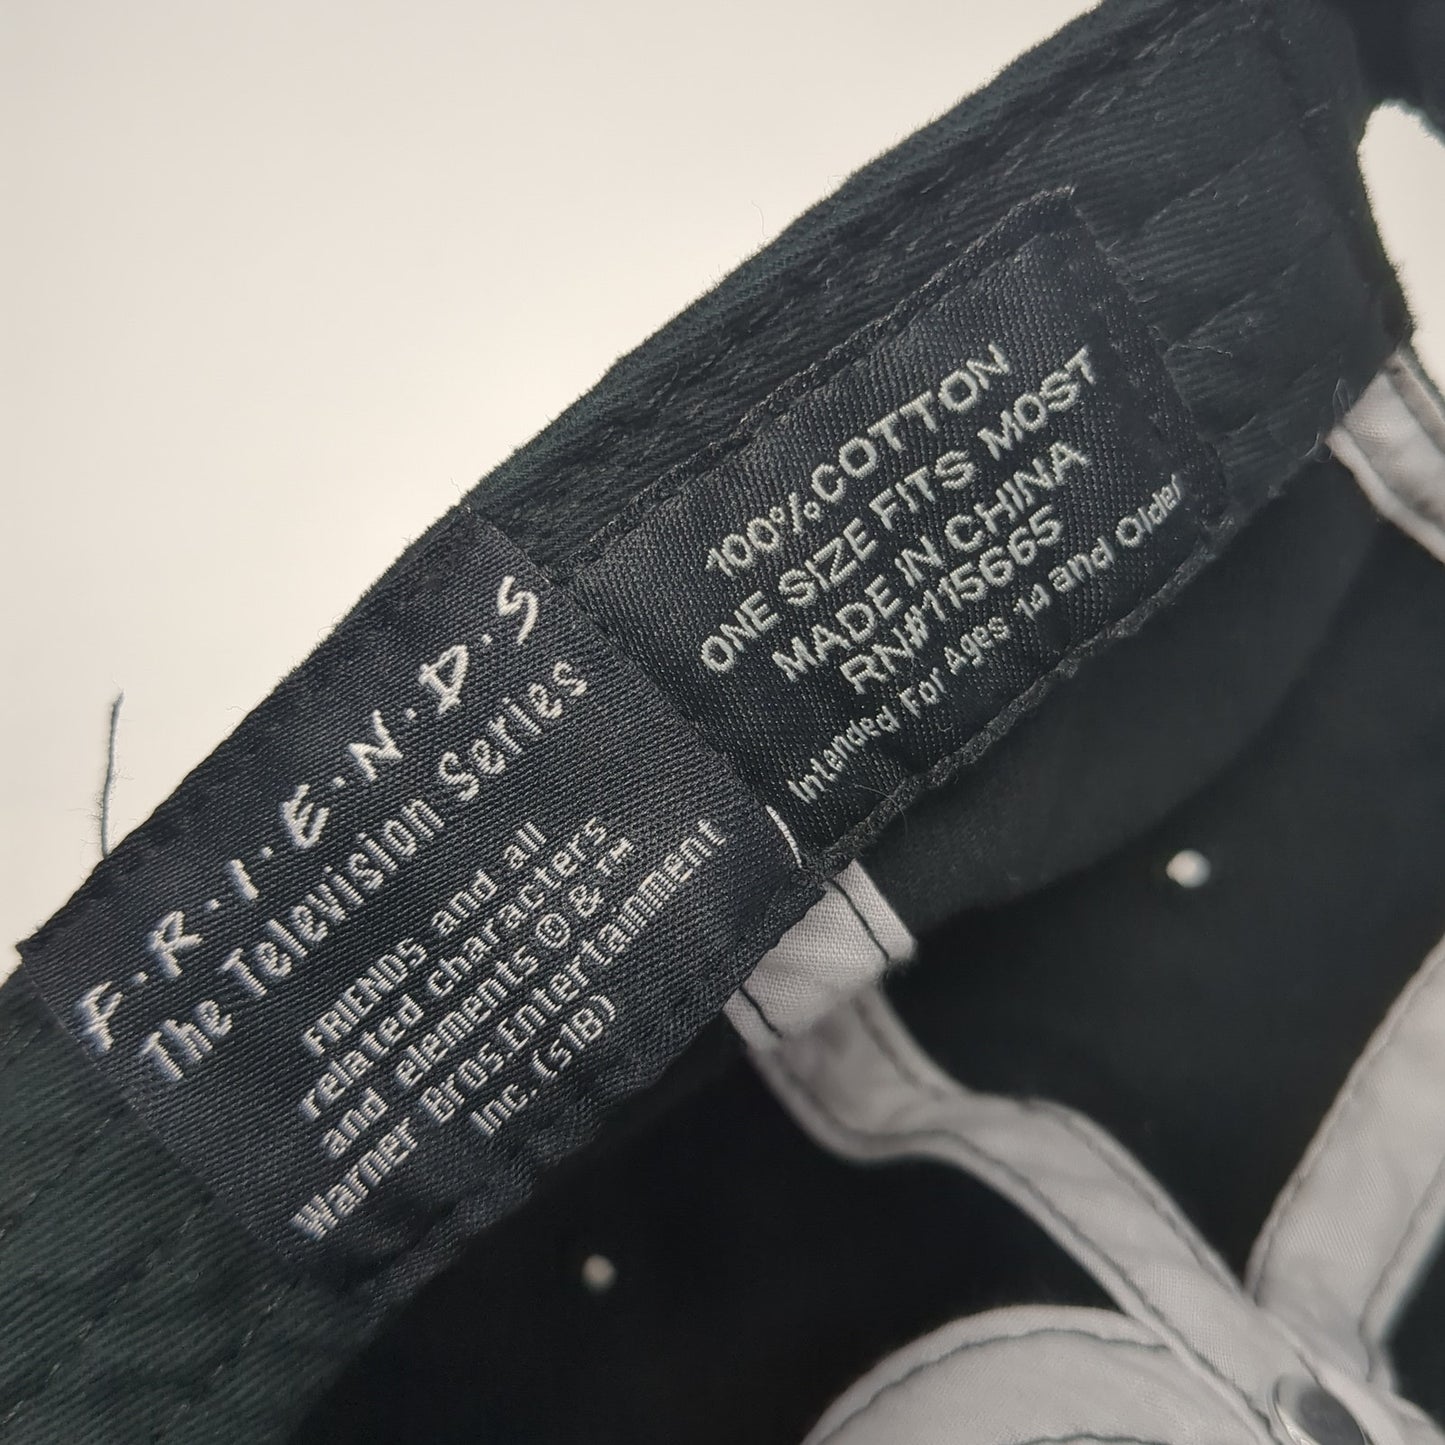 F·R·I·E·N·D·S
The Television Series
FRIENDS and all
related characters
and elements © & ™
Warner Bros.Entertainment
Inc. (s18)
100%COTTON
ONE SIZE FITS MOST
MADE IN CHINA
RN#115665
Intended For Ages 14 and Older